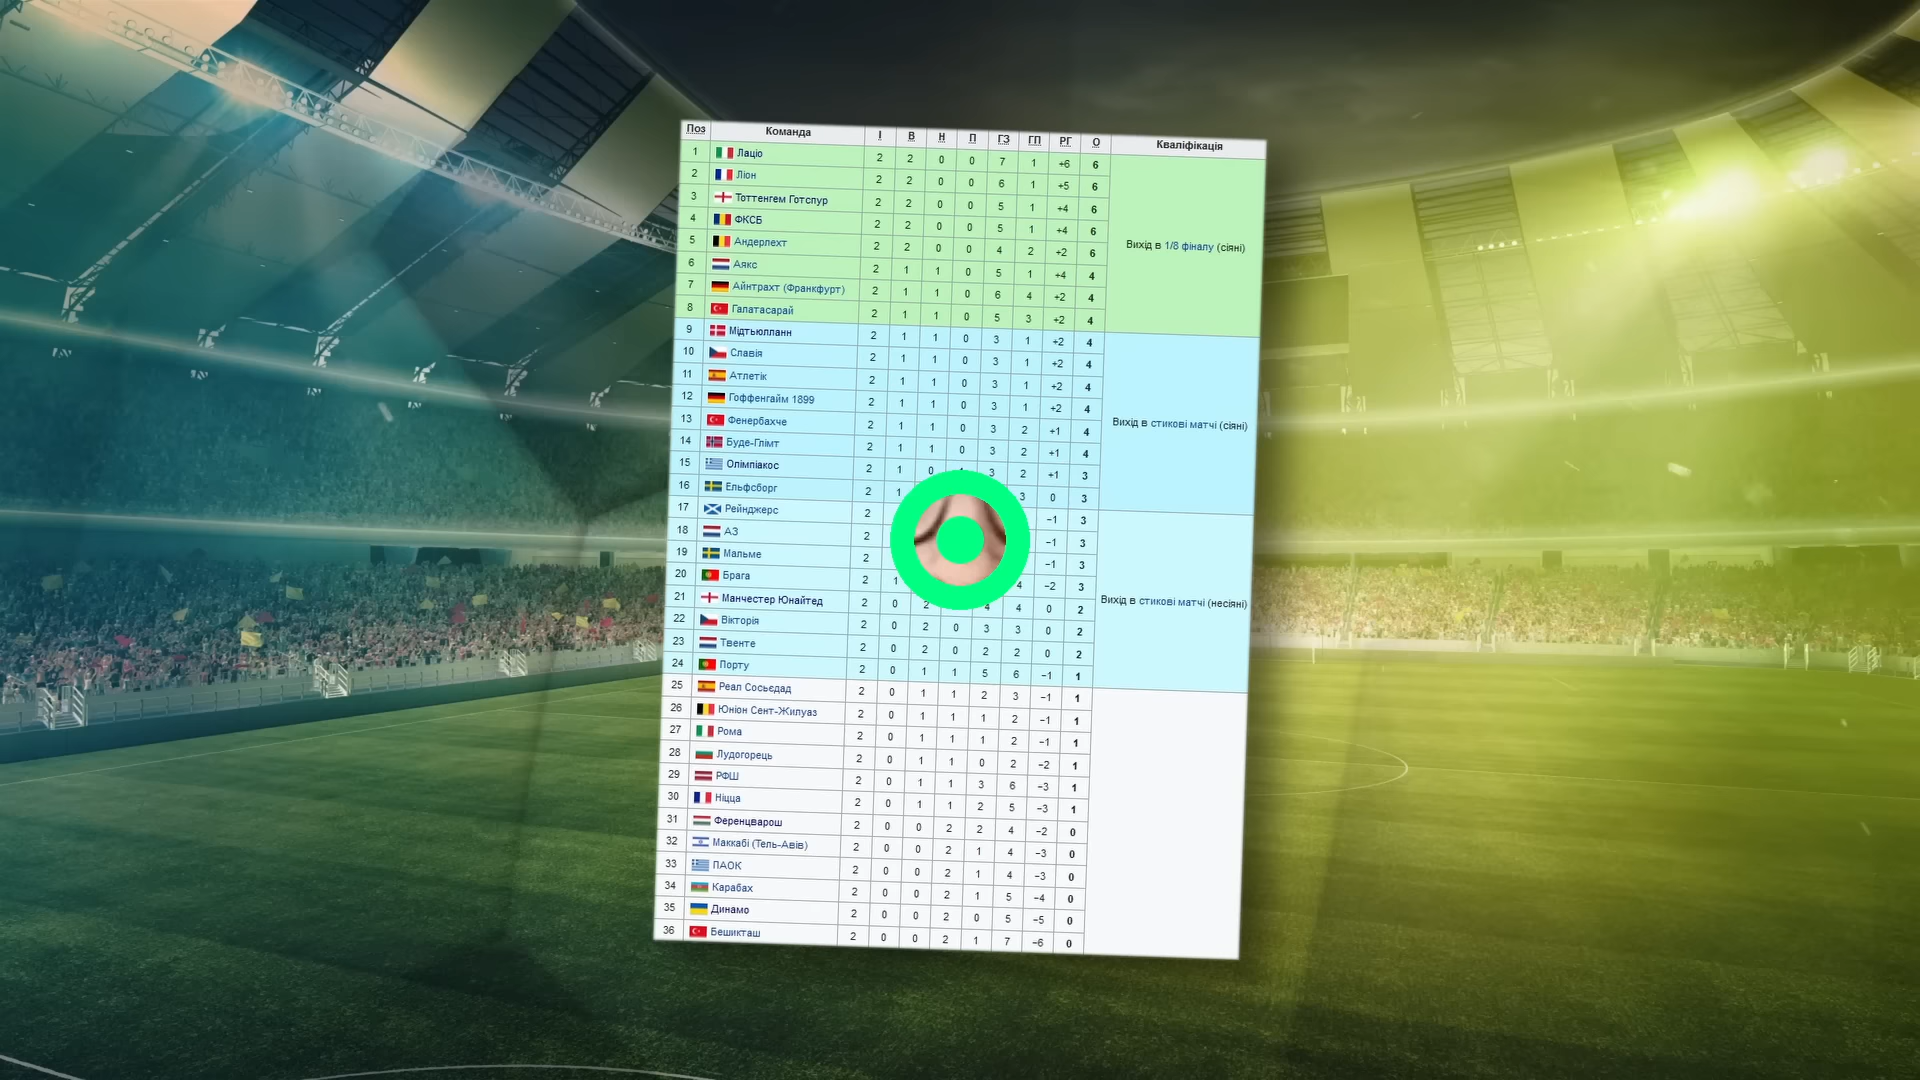 Поз Команда І В Н П ГЗ ГП РГ О Кваліфікація
1 Лаціо 2 2 0 0 7 1 +6 6
2 Ліон 2 2 0 0 6 1 +5 6
3 Тоттенгем Готспур 2 2 0 0 5 1 +4 6
4 ФКСБ 2 2 0 0 5 1 +4 6
5 Андерлехт 2 2 0 0 4 2 +2 6
Вихід в 1/8 фіналу (сіяні)
6 Аякс 2 1 1 0 5 1 +4 4
7 Айнтрахт (Франкфурт) 2 1 1 0 6 4 +2 4
8 Галатасарай 2 1 1 0 5 3 +2 4
9 Мідтьюлланн 2 1 1 0 3 1 +2 4
10 Славія 2 1 1 0 3 1 +2 4
11 Атлетік 2 1 1 0 3 1 +2 4
12 Гоффенгайм 1899 2 1 1 0 3 1 +2 4
13 Фенербахче 2 1 1 0 3 2 +1 4
Вихід в стикові матчі (сіяні)
14 Буде-Глімт 2 1 1 0 3 2 +1 4
15 Олімпіакос 2 1 0 3 2 +1 3
16 Ельфсборг 2 1 3 0 3
17 Рейнджерс 2 −1 3
18 АЗ 2 −1 3
19 Мальме 2 −1 3
20 Брага 2 1 4 −2 3
21 Манчестер Юнайтед 2 0 2 4 4 0 2
Вихід в стикові матчі (несіяні)
22 Вікторія 2 0 2 0 3 3 0 2
23 Твенте 2 0 2 0 2 2 0 2
24 Порту 2 0 1 1 5 6 −1 1
25 Реал Сосьєдад 2 0 1 1 2 3 −1 1
26 Юніон Сент-Жилуаз 2 0 1 1 1 2 −1 1
27 Рома 2 0 1 1 1 2 −1 1
28 Лудогорець 2 0 1 1 0 2 −2 1
29 РФШ 2 0 1 1 3 6 −3 1
30 Ніцца 2 0 1 1 2 5 −3 1
31 Ференцварош 2 0 0 2 2 4 −2 0
32 Маккабі (Тель-Авів) 2 0 0 2 1 4 −3 0
33 ПАОК 2 0 0 2 1 4 −3 0
34 Карабах 2 0 0 2 1 5 −4 0
35 Динамо 2 0 0 2 0 5 −5 0
36 Бешикташ 2 0 0 2 1 7 −6 0